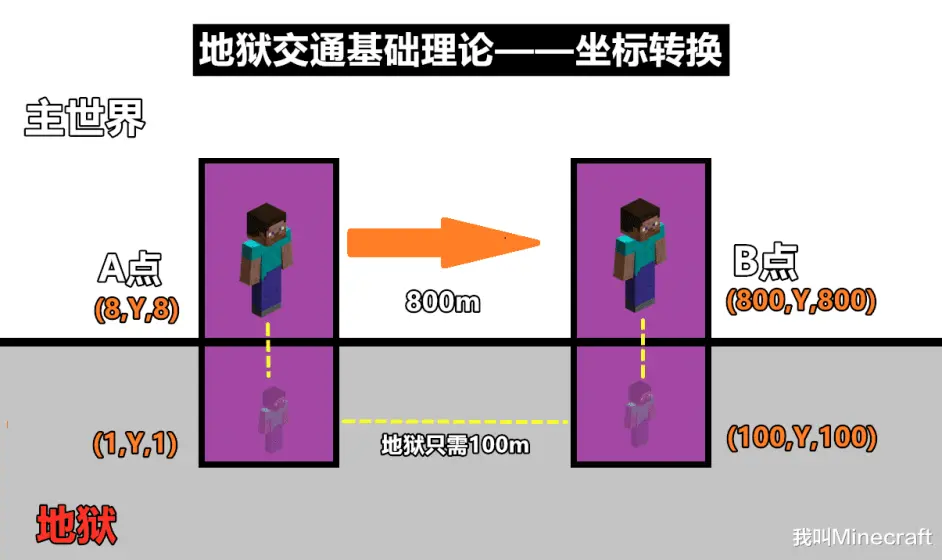 地狱交通基础理论——坐标转换
主世界
A点
(8,Y,8)
800m
B点
(800,Y,800)
(1,Y,1)
地狱只需100m
(100,Y,100)
地狱
我叫Minecraft